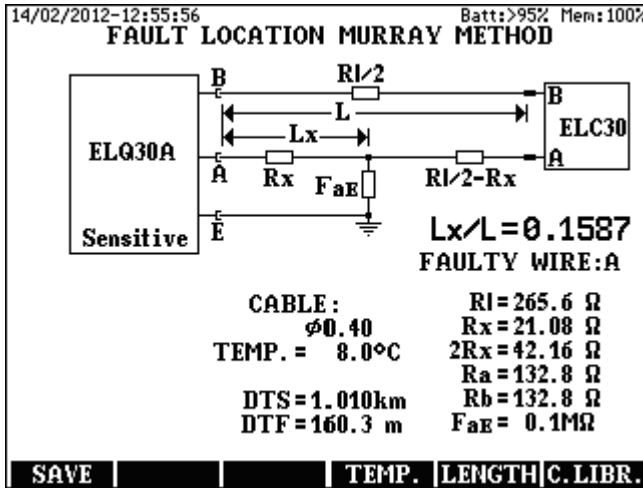 14/02/2012-12:55:56 Batt:>95% Mem:100%
FAULT LOCATION MURRAY METHOD
B Rl/2 B
L
Lx
ELQ30A ELC30
A Rx FaE Rl/2-Rx A
Sensitive E
Lx/L=0.1587
FAULTY WIRE:A
CABLE: Rl=265.6 Ω
ϕ0.40 Rx=21.08 Ω
TEMP.= 8.0°C 2Rx=42.16 Ω
Ra=132.8 Ω
DTS=1.010km Rb=132.8 Ω
DTF=160.3 m FaE= 0.1MΩ
SAVE TEMP. LENGTH C.LIBR.